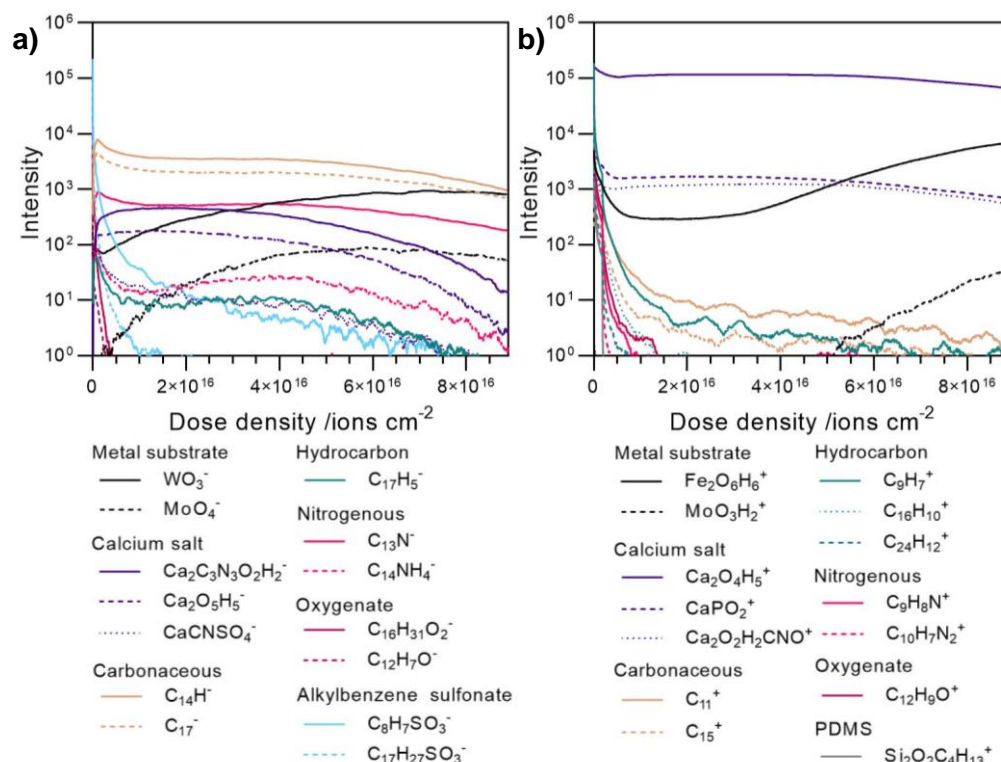 a)
Intensity
10⁶
10⁵
10⁴
10³
10²
10¹
10⁰
0
2×10¹⁶
4×10¹⁶
6×10¹⁶
8×10¹⁶
Dose density /ions cm⁻²
Metal substrate
WO₃⁻
MoO₄⁻
Calcium salt
Ca₂C₃N₃O₂H₂⁻
Ca₂O₅H₅⁻
CaCNSO₄⁻
Carbonaceous
C₁₄H⁻
C₁₇⁻
Hydrocarbon
C₁₇H₅⁻
Nitrogenous
C₁₃N⁻
C₁₄NH₄⁻
Oxygenate
C₁₆H₃₁O₂⁻
C₁₂H₇O⁻
Alkylbenzene sulfonate
C₈H₇SO₃⁻
C₁₇H₂₇SO₃⁻
b)
Intensity
10⁶
10⁵
10⁴
10³
10²
10¹
10⁰
0
2×10¹⁶
4×10¹⁶
6×10¹⁶
8×10¹⁶
Dose density /ions cm⁻²
Metal substrate
Fe₂O₆H₆⁺
MoO₃H₂⁺
Calcium salt
Ca₂O₄H₅⁺
CaPO₂⁺
Ca₂O₂H₂CNO⁺
Carbonaceous
C₁₁⁺
C₁₅⁺
Hydrocarbon
C₉H₇⁺
C₁₆H₁₀⁺
C₂₄H₁₂⁺
Nitrogenous
C₉H₈N⁺
C₁₀H₇N₂⁺
Oxygenate
C₁₂H₉O⁺
PDMS
Si₂O₂C₄H₁₃⁺